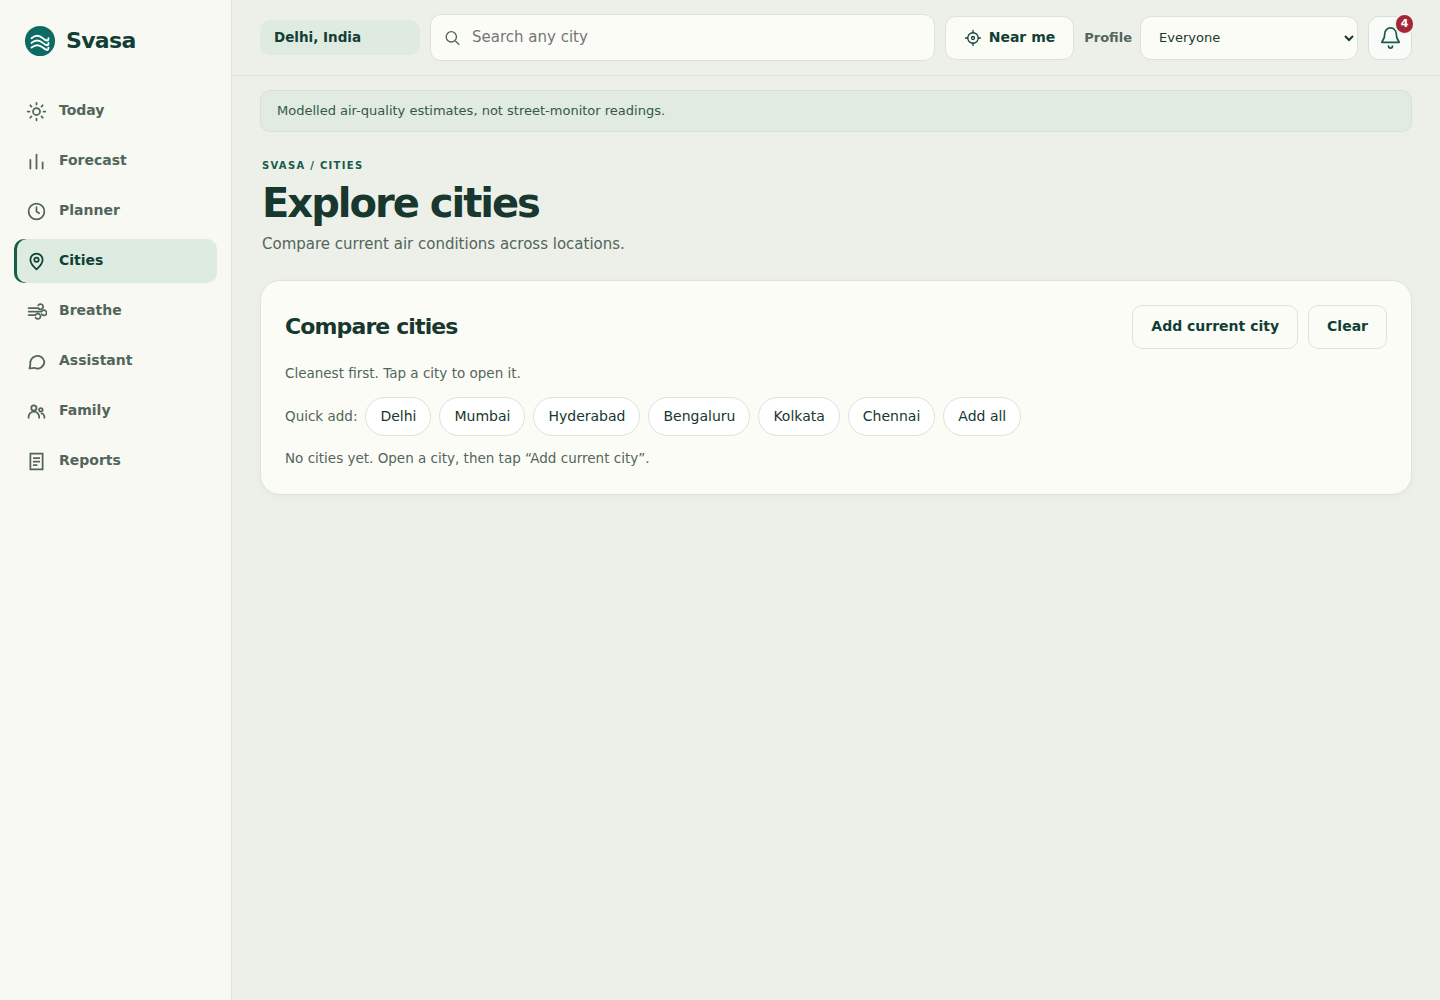 Svasa
Today
Forecast
Planner
Cities
Breathe
Assistant
Family
Reports
Delhi, India
Search any city
Near me
Profile
Everyone
4
Modelled air-quality estimates, not street-monitor readings.
SVASA / CITIES
Explore cities
Compare current air conditions across locations.
Compare cities
Add current city
Clear
Cleanest first. Tap a city to open it.
Quick add: Delhi Mumbai Hyderabad Bengaluru Kolkata Chennai Add all
No cities yet. Open a city, then tap “Add current city”.